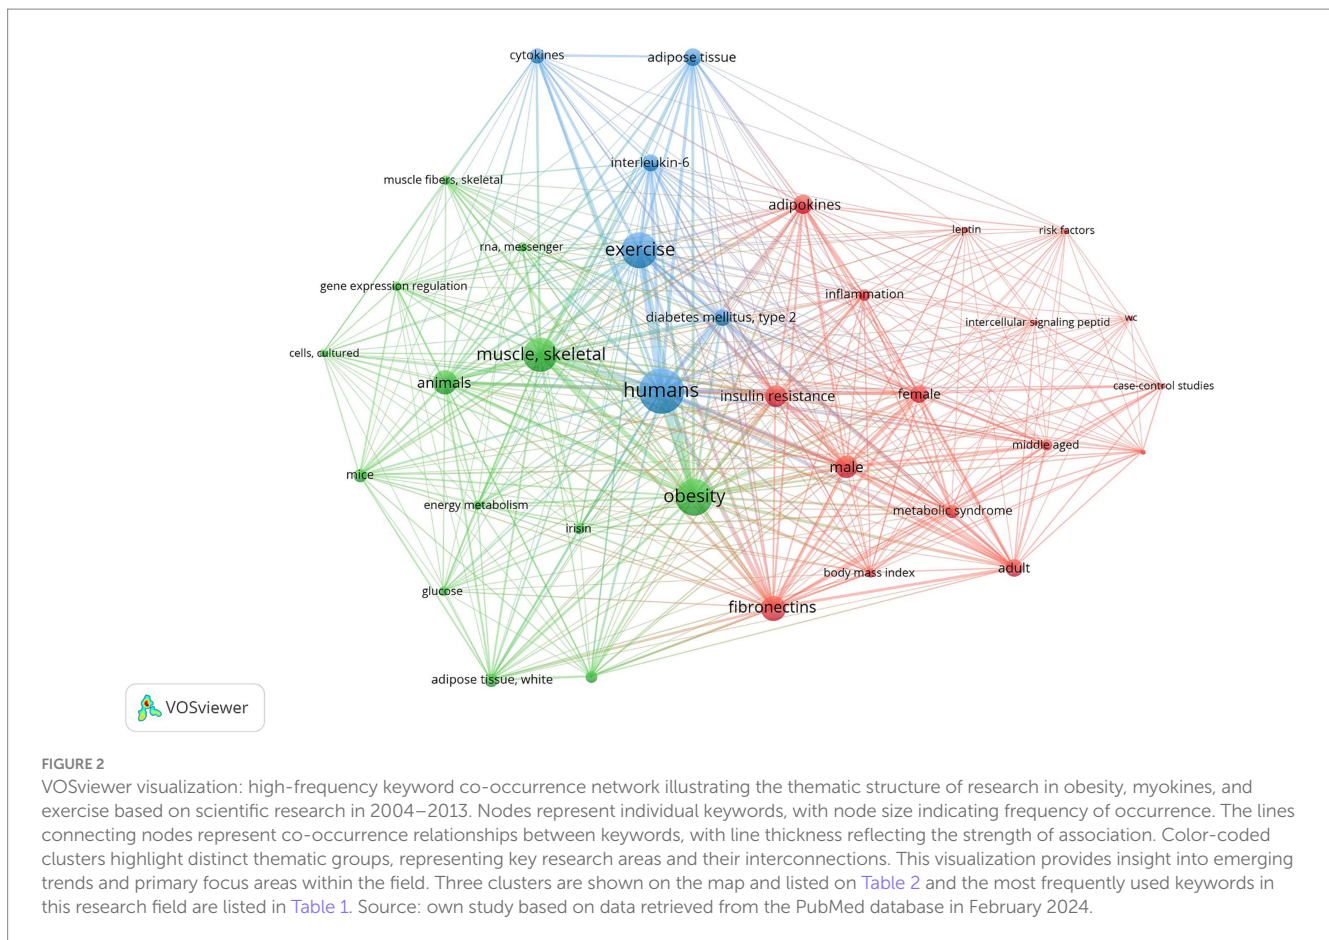 cytokines
adipose tissue
interleukin-6
muscle fibers, skeletal
adipokines
leptin
risk factors
rna, messenger
exercise
gene expression regulation
inflammation
diabetes mellitus, type 2
intercellular signaling peptid
wc
cells, cultured
muscle, skeletal
animals
humans
insulin resistance
female
case-control studies
middle aged
mice
male
obesity
energy metabolism
metabolic syndrome
irisin
body mass index
adult
glucose
fibronectins
adipose tissue, white
VOSviewer
FIGURE 2
VOSviewer visualization: high-frequency keyword co-occurrence network illustrating the thematic structure of research in obesity, myokines, and
exercise based on scientific research in 2004–2013. Nodes represent individual keywords, with node size indicating frequency of occurrence. The lines
connecting nodes represent co-occurrence relationships between keywords, with line thickness reflecting the strength of association. Color-coded
clusters highlight distinct thematic groups, representing key research areas and their interconnections. This visualization provides insight into emerging
trends and primary focus areas within the field. Three clusters are shown on the map and listed on Table 2 and the most frequently used keywords in
this research field are listed in Table 1. Source: own study based on data retrieved from the PubMed database in February 2024.